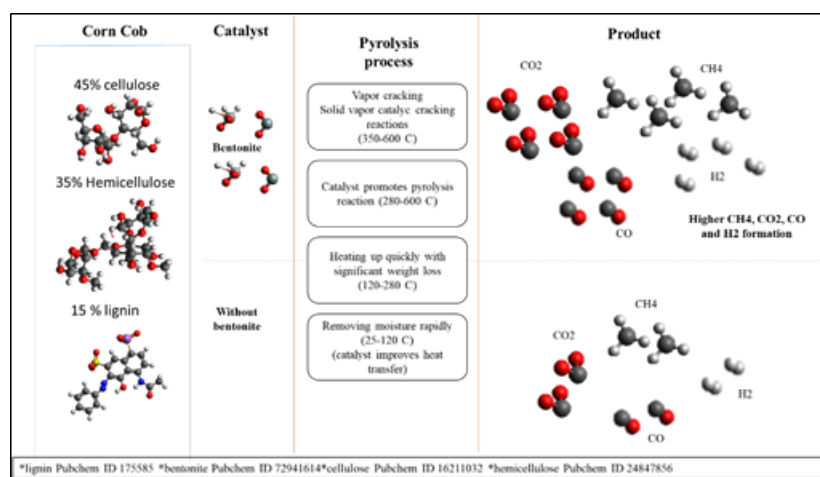 Corn Cob
45% cellulose
35% Hemicellulose
15 % lignin
Catalyst
Bentonite
Without
bentonite
Pyrolysis
process
Vapor cracking
Solid vapor catalyc cracking
reactions
(350-600 C)
Catalyst promotes pyrolysis
reaction (280-600 C)
Heating up quickly with
significant weight loss
(120-280 C)
Removing moisture rapidly
(25-120 C)
(catalyst improves heat
transfer)
Product
CO2
CH4
H2
CO
Higher CH4, CO2, CO
and H2 formation
CH4
CO2
H2
CO
*lignin Pubchem ID 175585 *bentonite Pubchem ID 72941614*cellulose Pubchem ID 16211032 *hemicellulose Pubchem ID 24847856